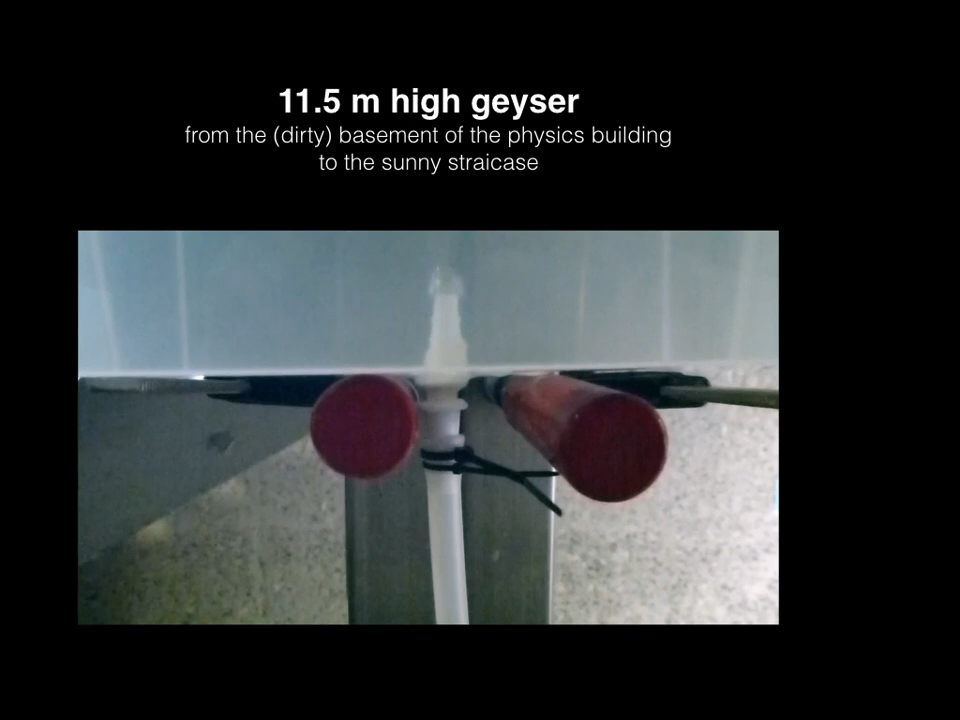 11.5 m high geyser
from the (dirty) basement of the physics building
to the sunny straicase